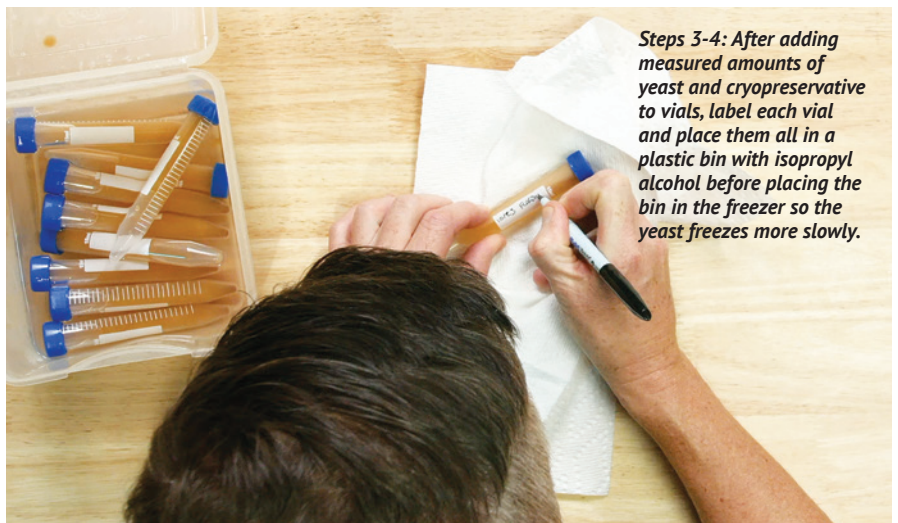 Steps 3-4: After adding
measured amounts of
yeast and cryopreservative
to vials, label each vial
and place them all in a
plastic bin with isopropyl
alcohol before placing the
bin in the freezer so the
yeast freezes more slowly.